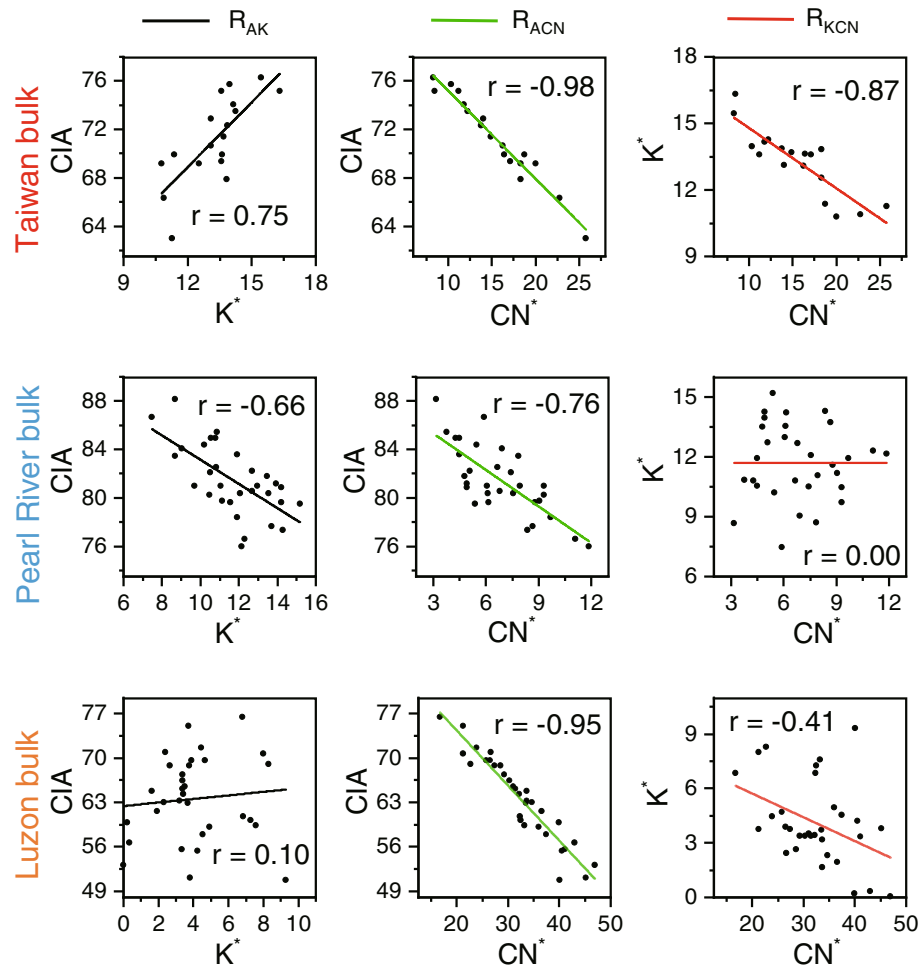 R_AK R_ACN R_KCN
Taiwan bulk
CIA
76
72
68
64
r = 0.75
9 12 15 18
K*
CIA
76
72
68
64
r = -0.98
10 15 20 25
CN*
K*
18
15
12
9
r = -0.87
10 15 20 25
CN*
Pearl River bulk
CIA
88
84
80
76
r = -0.66
6 8 10 12 14 16
K*
CIA
88
84
80
76
r = -0.76
3 6 9 12
CN*
K*
15
12
9
6
r = 0.00
3 6 9 12
CN*
Luzon bulk
CIA
77
70
63
56
49
r = 0.10
0 2 4 6 8 10
K*
CIA
77
70
63
56
49
r = -0.95
20 30 40 50
CN*
K*
9
6
3
0
r = -0.41
20 30 40 50
CN*